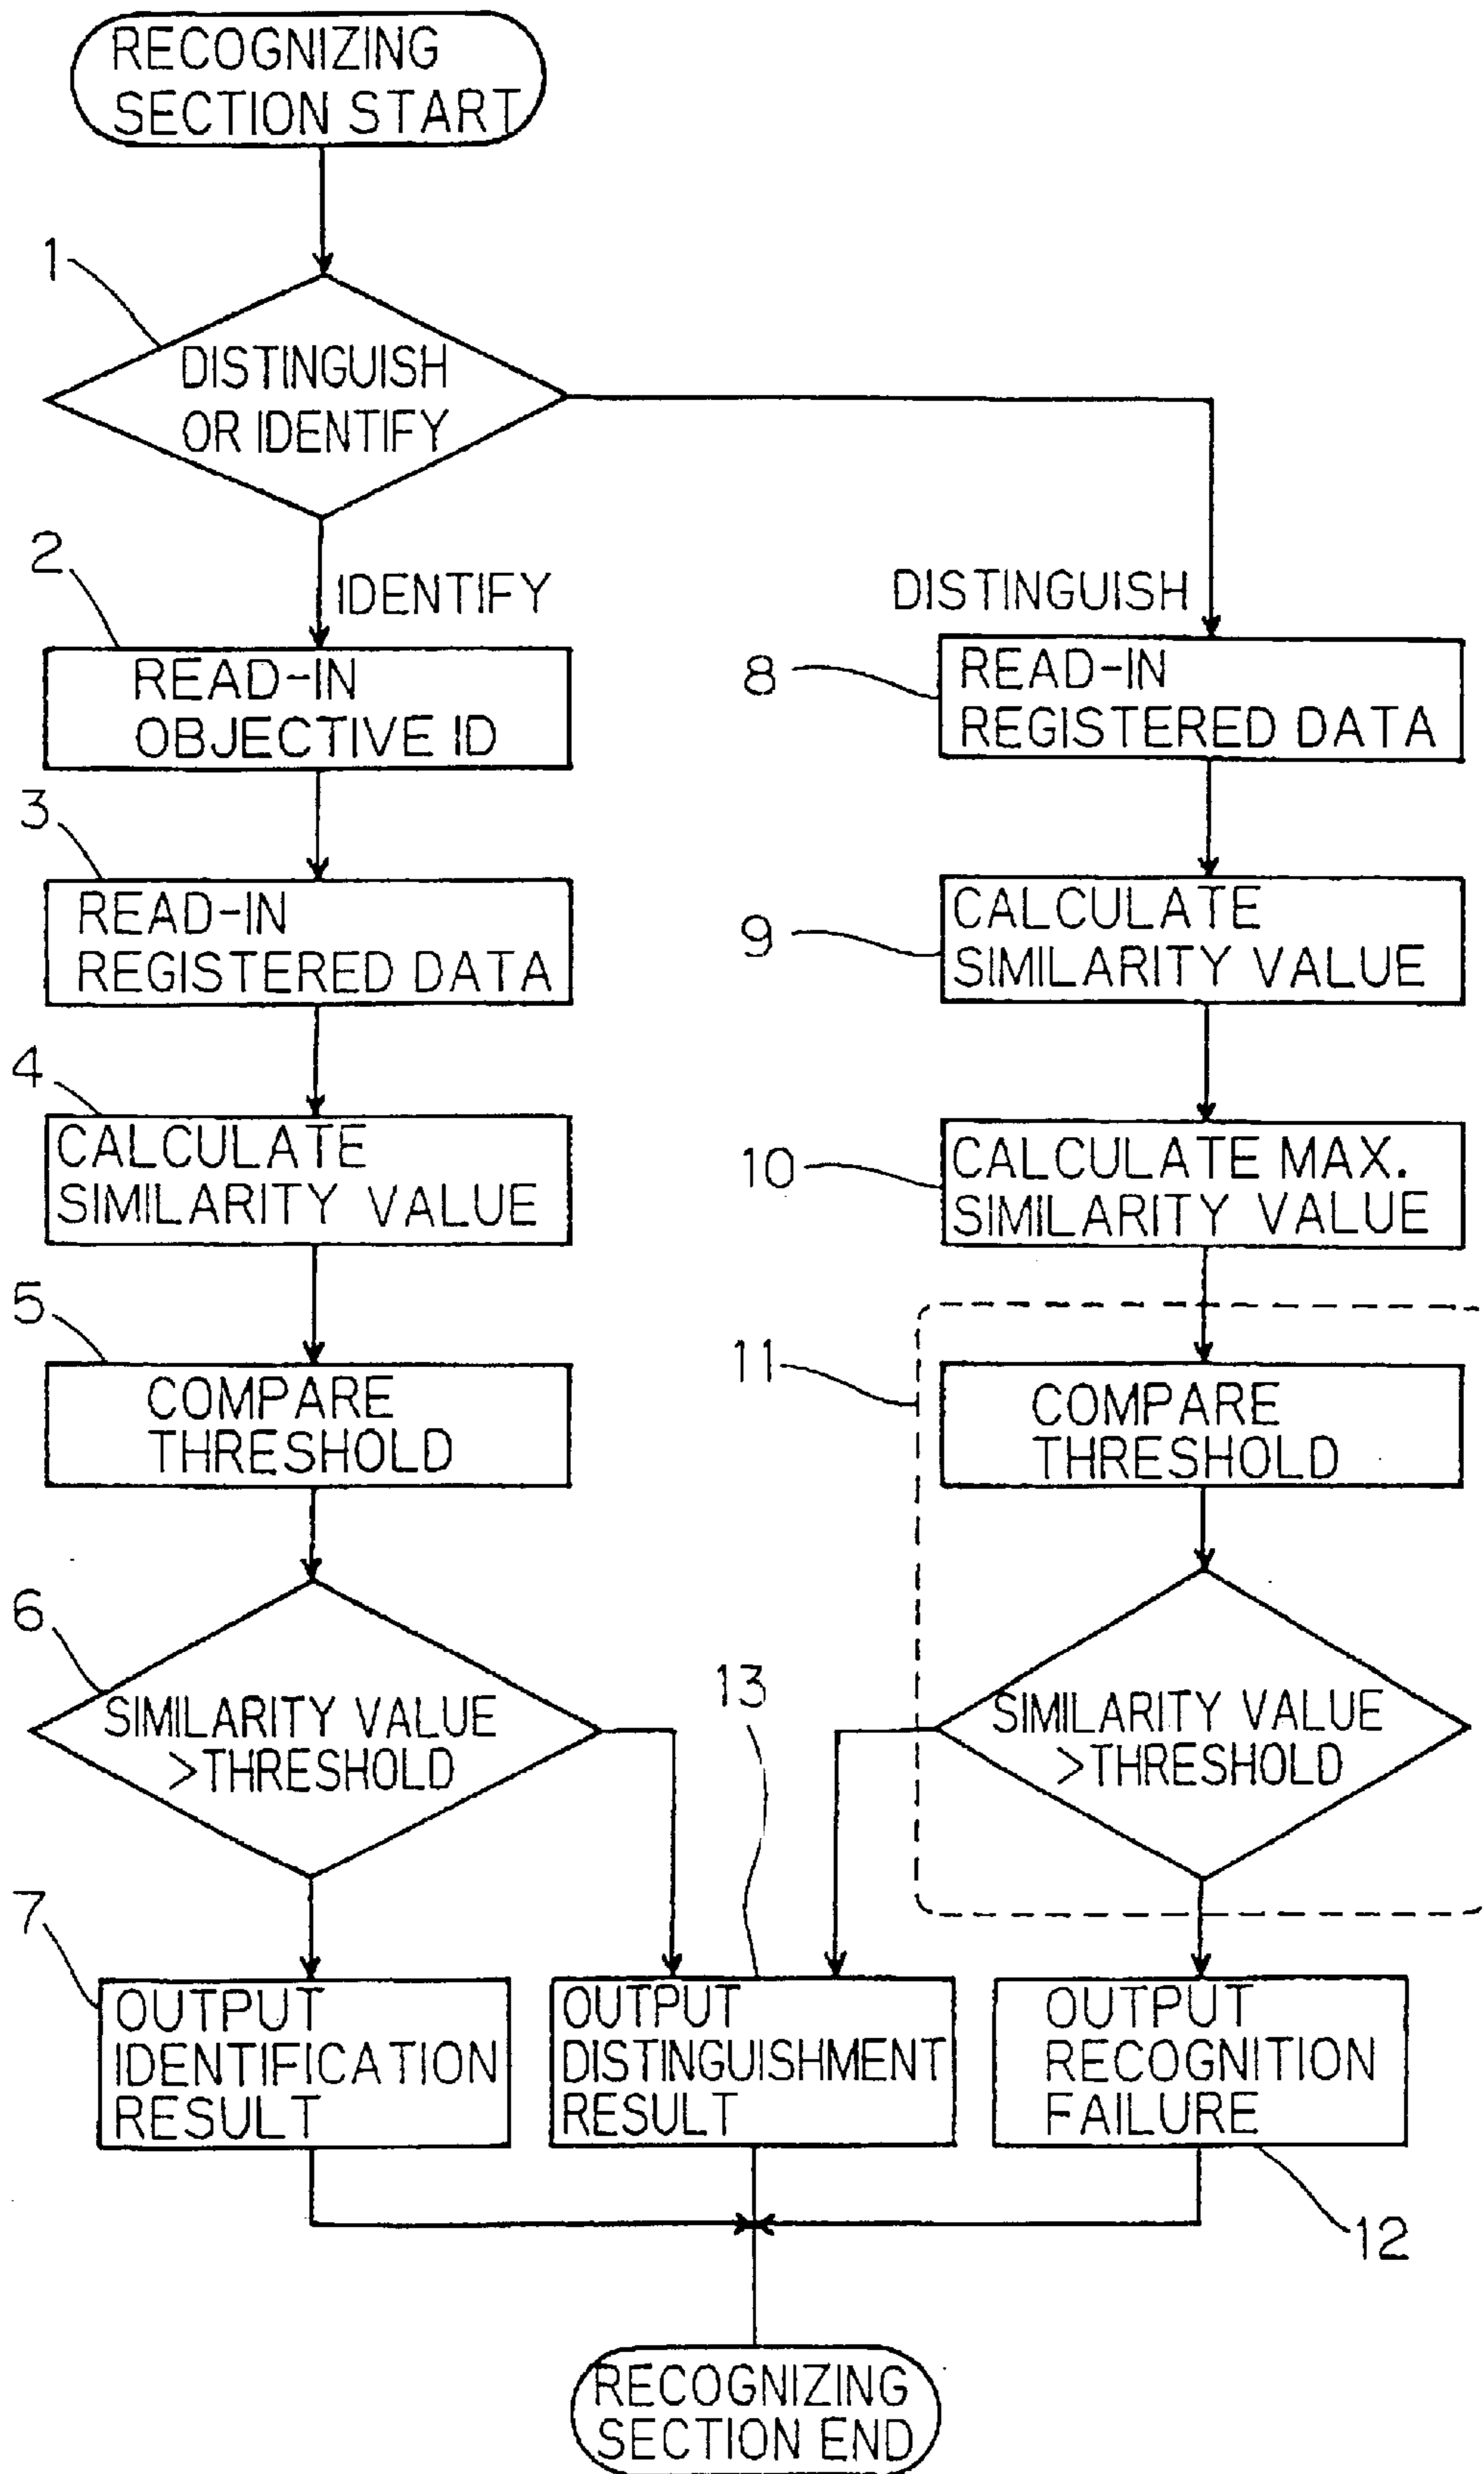 RECOGNIZING
SECTION START
1
DISTINGUISH
OR IDENTIFY
2
IDENTIFY
READ-IN
OBJECTIVE ID
3
READ-IN
REGISTERED DATA
4
CALCULATE
SIMILARITY VALUE
5
COMPARE
THRESHOLD
6
SIMILARITY VALUE
>THRESHOLD
7
OUTPUT
IDENTIFICATION
RESULT
DISTINGUISH
8
READ-IN
REGISTERED DATA
9
CALCULATE
SIMILARITY VALUE
10
CALCULATE MAX.
SIMILARITY VALUE
11
COMPARE
THRESHOLD
SIMILARITY VALUE
>THRESHOLD
13
OUTPUT
DISTINGUISHMENT
RESULT
OUTPUT
RECOGNITION
FAILURE
12
RECOGNIZING
SECTION END